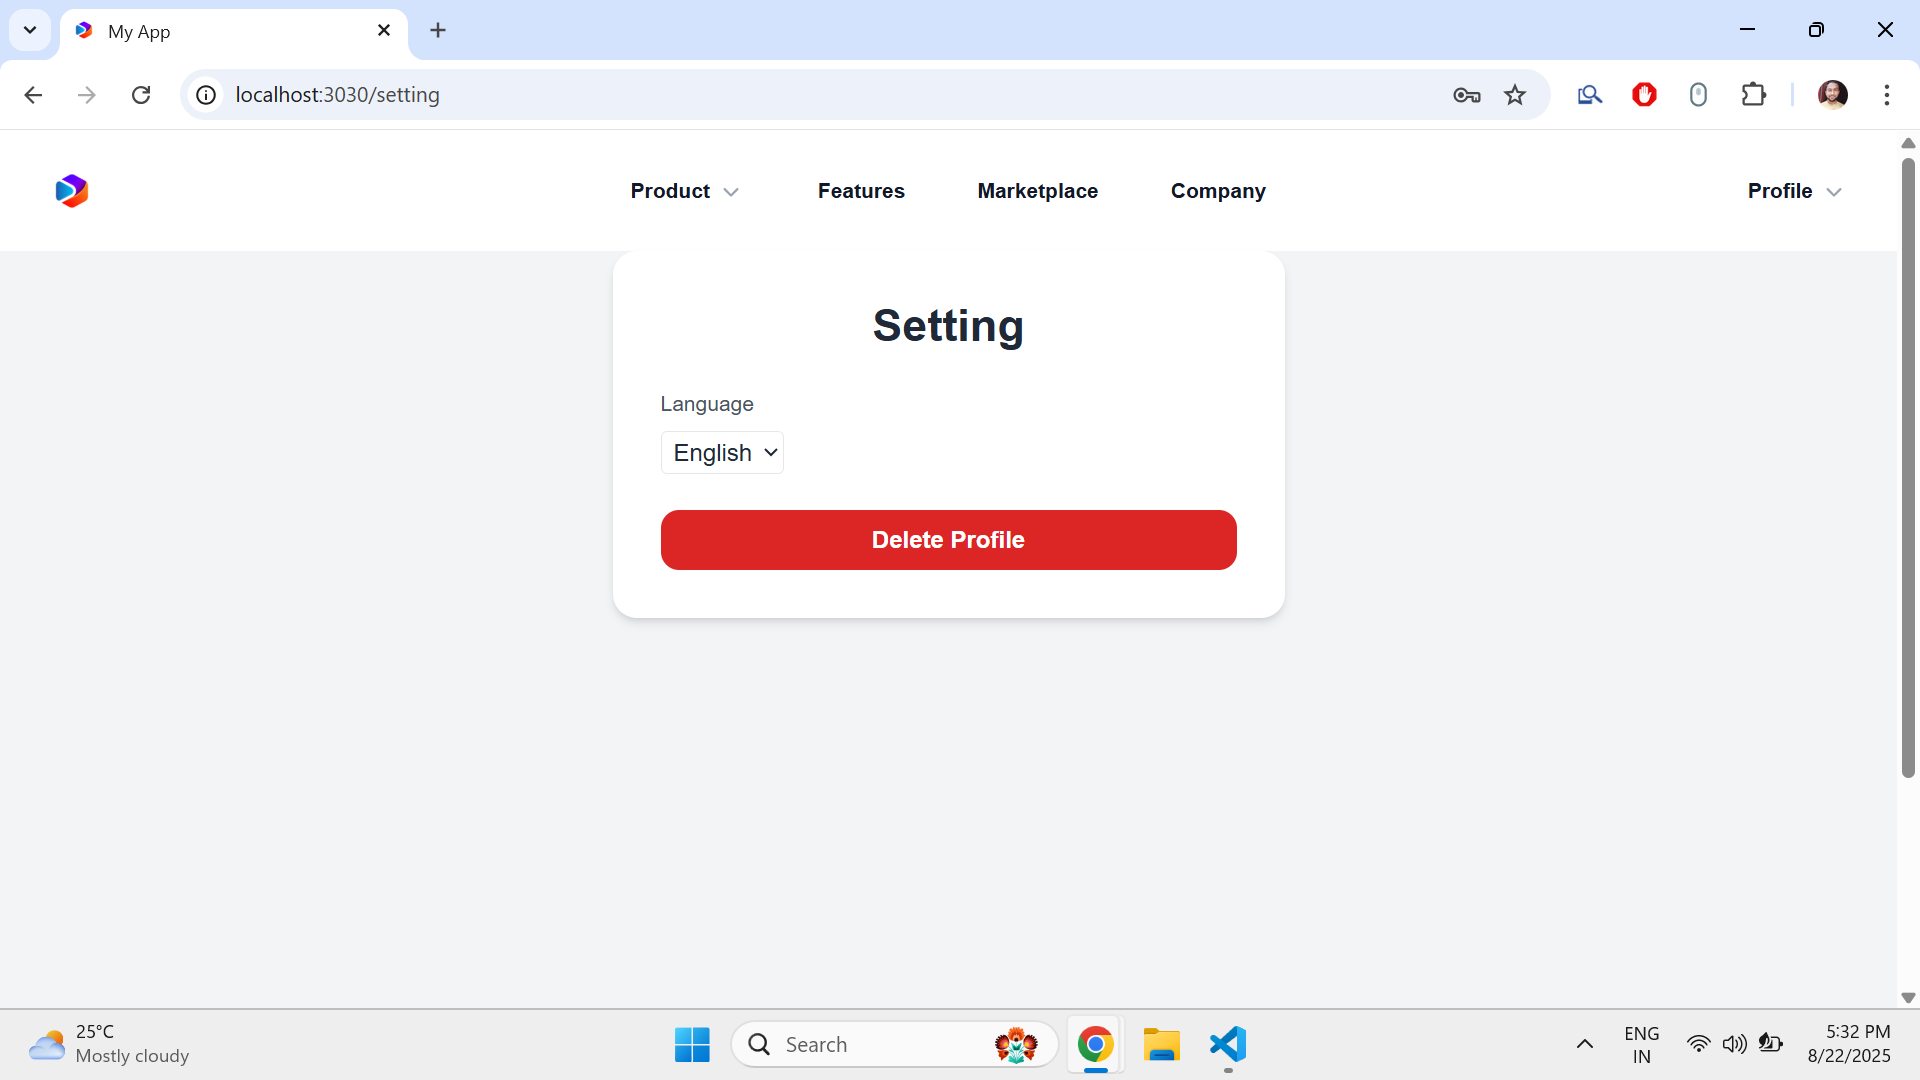 My App
localhost:3030/setting
Product
Features
Marketplace
Company
Profile
Setting
Language
English
Delete Profile
25°C
Mostly cloudy
Search
ENG
IN
5:32 PM
8/22/2025